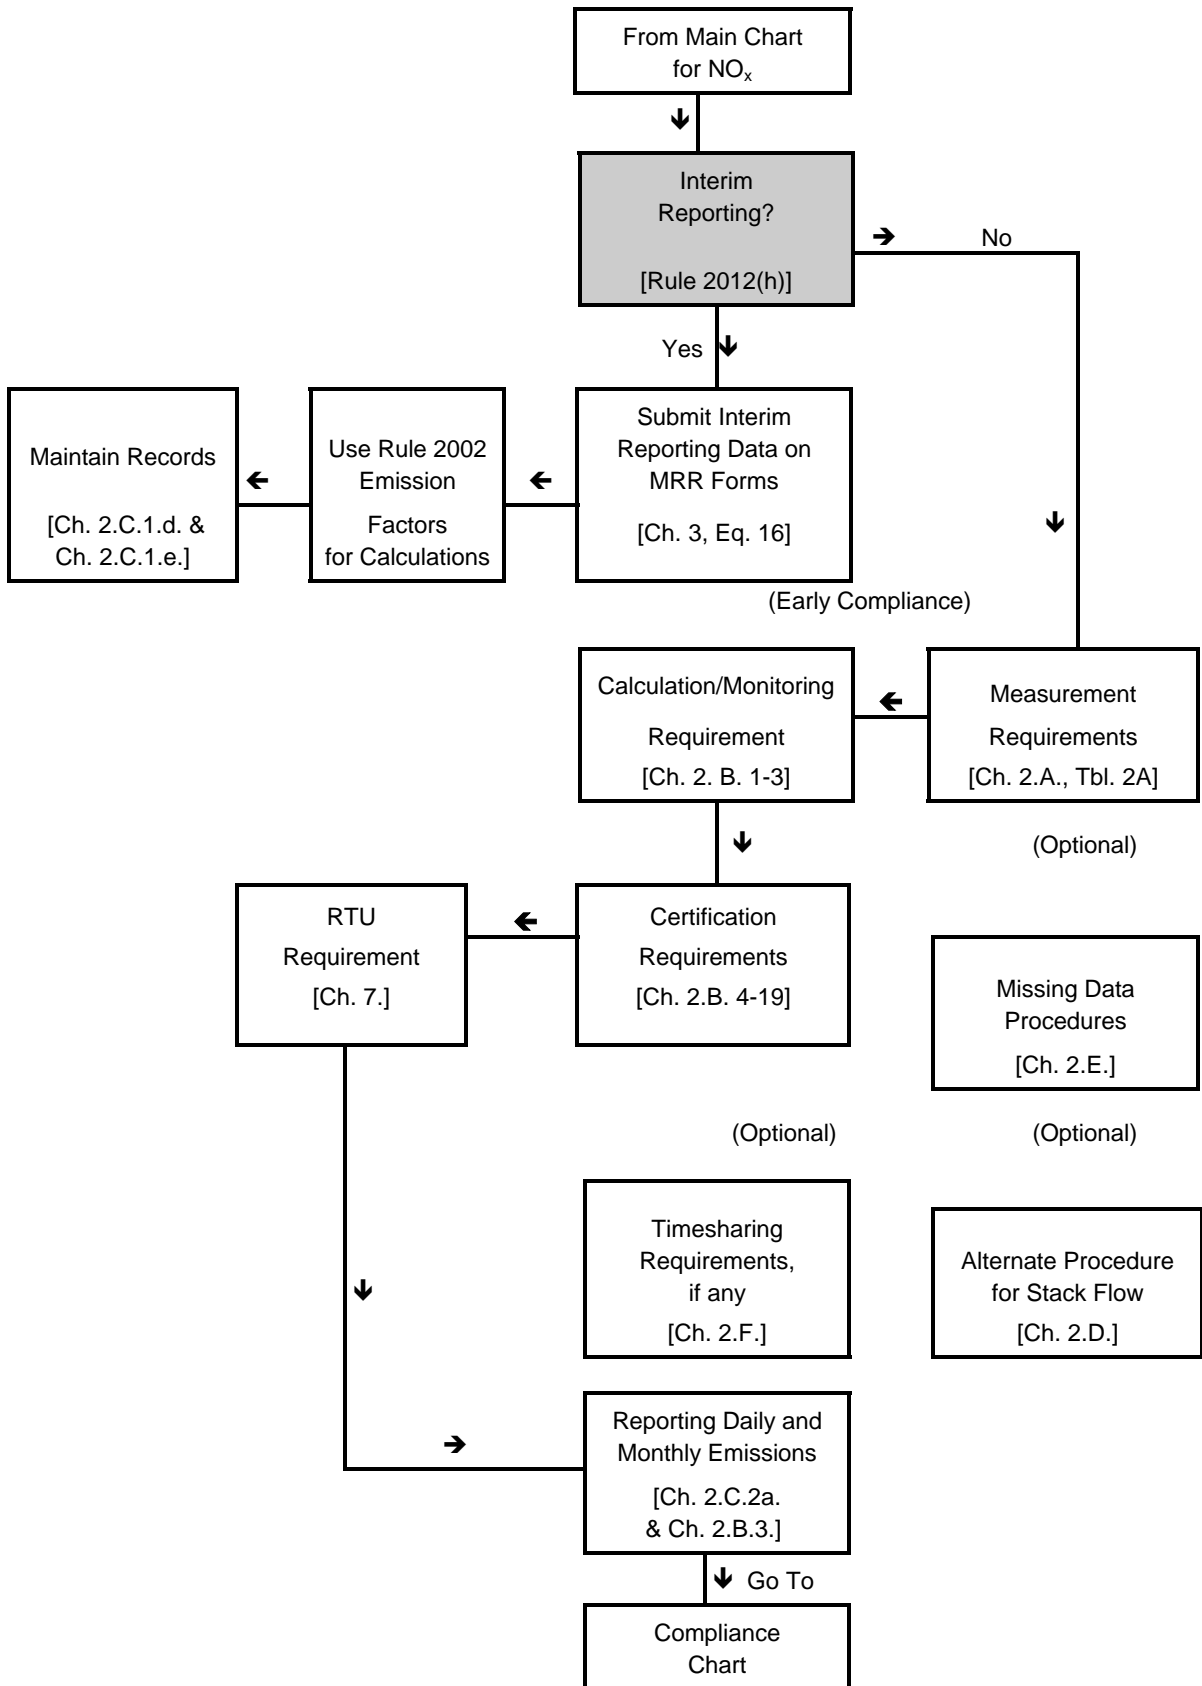 From Main Chart
for NOx
Interim
Reporting?
[Rule 2012(h)]
No
Yes
Maintain Records
[Ch. 2.C.1.d. &
Ch. 2.C.1.e.]
Use Rule 2002
Emission
Factors
for Calculations
Submit Interim
Reporting Data on
MRR Forms
[Ch. 3, Eq. 16]
(Early Compliance)
Calculation/Monitoring
Requirement
[Ch. 2. B. 1-3]
Measurement
Requirements
[Ch. 2.A., Tbl. 2A]
(Optional)
RTU
Requirement
[Ch. 7.]
Certification
Requirements
[Ch. 2.B. 4-19]
Missing Data
Procedures
[Ch. 2.E.]
(Optional)
(Optional)
Timesharing
Requirements,
if any
[Ch. 2.F.]
Alternate Procedure
for Stack Flow
[Ch. 2.D.]
Reporting Daily and
Monthly Emissions
[Ch. 2.C.2a.
& Ch. 2.B.3.]
Go To
Compliance
Chart